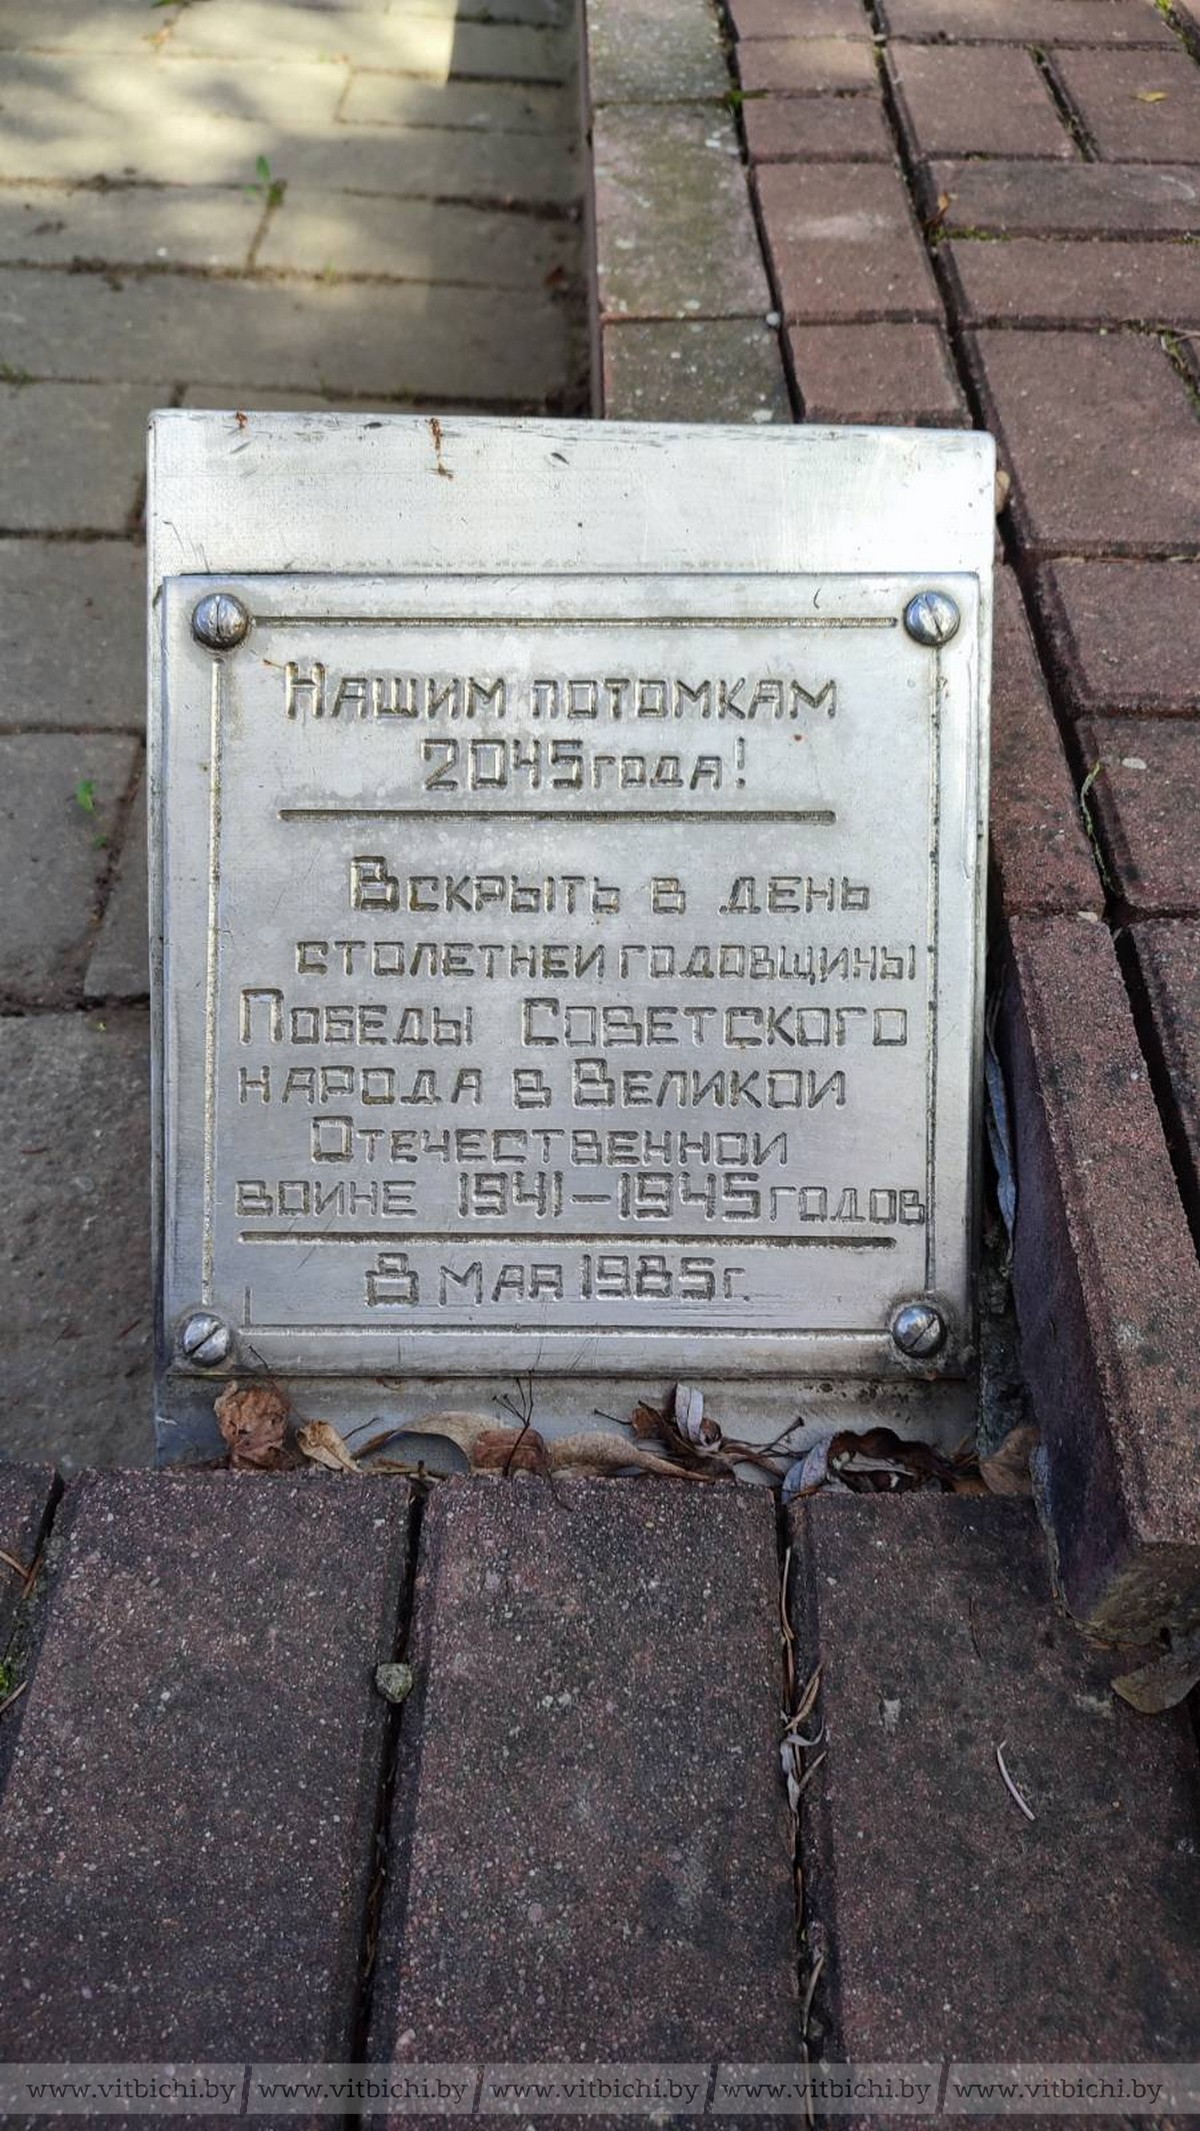 Нашим потомкам
2045 года!
Вскрыть в день
столетней годовщины
Победы Советского
народа в Великой
Отечественной
войне 1941-1945 годов
8 мая 1985 г.
www.vitbichi.by / www.vitbichi.by / www.vitbichi.by / www.vitbichi.by / www.vitbichi.by